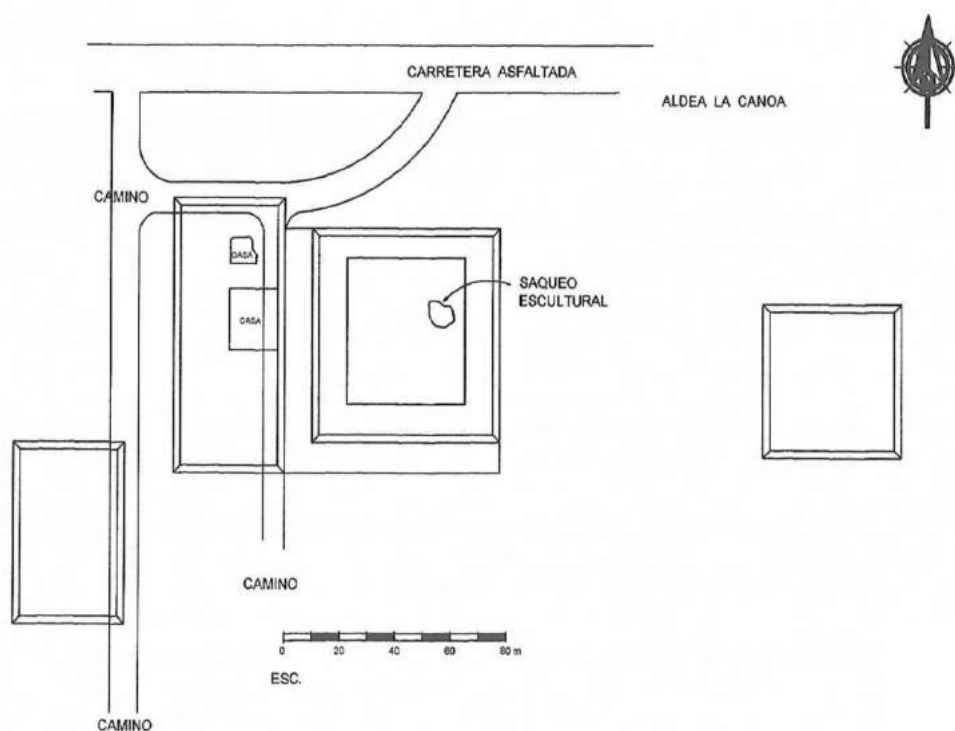 CARRETERA ASFALTADA
ALDEA LA CANOA
CAMINO
CASA
SAQUEO
ESCULTURAL
CASA
CAMINO
0 20 40 60 80 m
ESC.
CAMINO